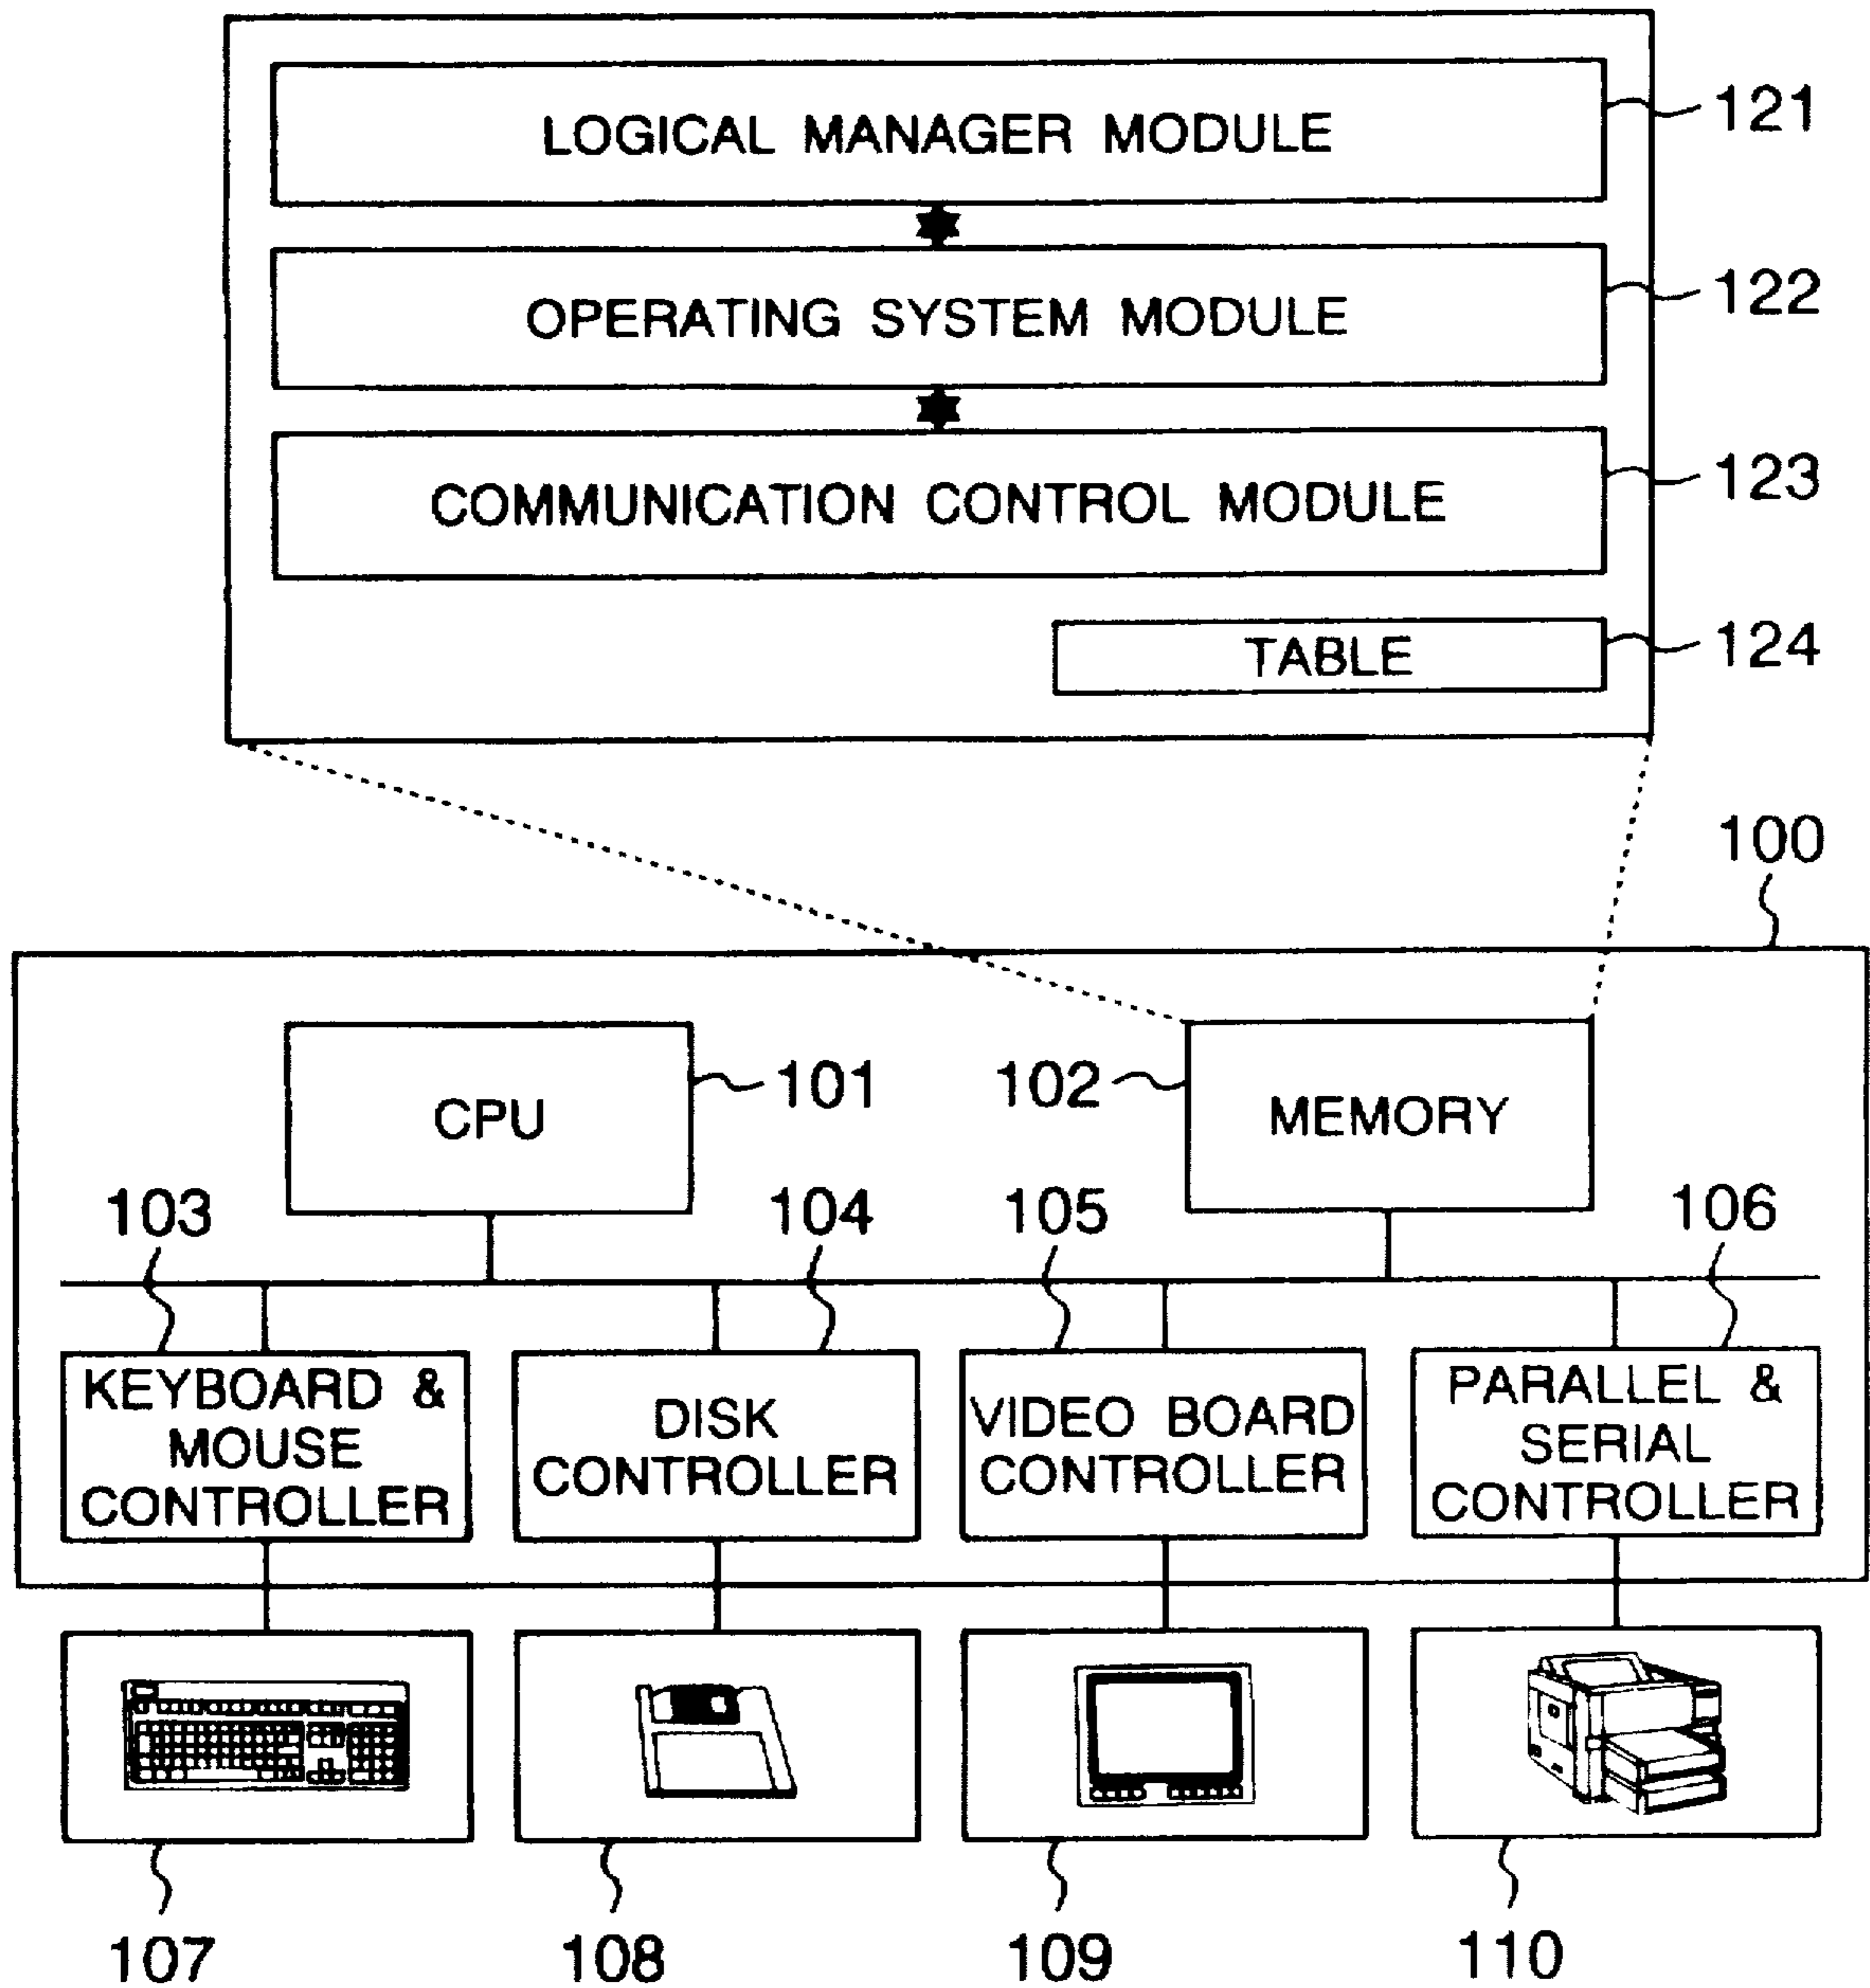 LOGICAL MANAGER MODULE
121
OPERATING SYSTEM MODULE
122
COMMUNICATION CONTROL MODULE
123
TABLE
124
100
CPU
101
102
MEMORY
103
104
105
106
KEYBOARD &
MOUSE
CONTROLLER
DISK
CONTROLLER
VIDEO BOARD
CONTROLLER
PARALLEL &
SERIAL
CONTROLLER
107
108
109
110